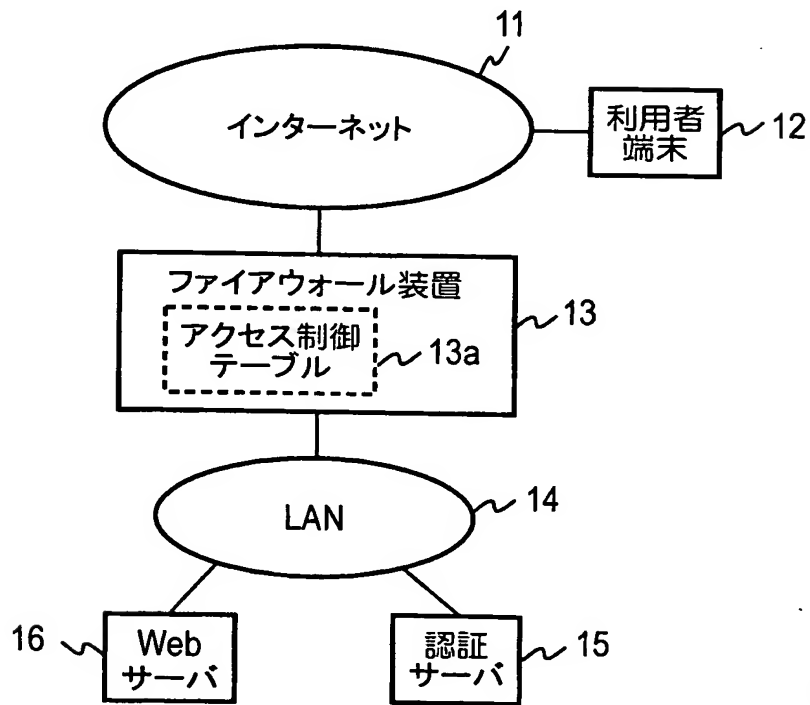 11
インターネット
利用者
端末
12
ファイアウォール装置
アクセス制御
テーブル
13a
13
LAN
14
16
Web
サーバ
認証
サーバ
15